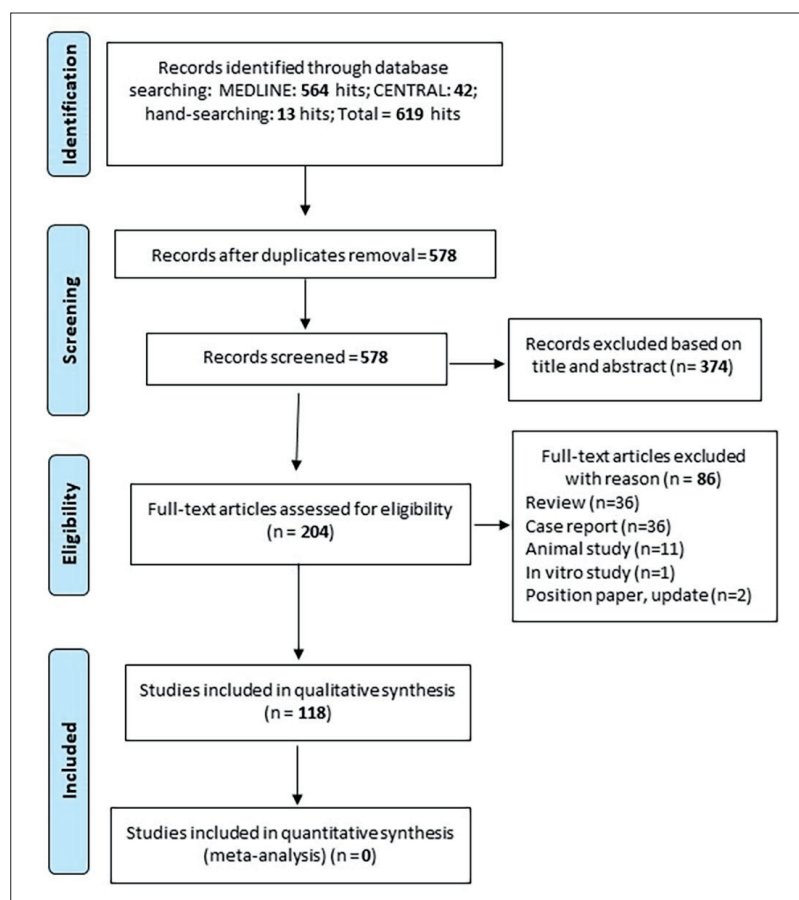 Identification
Records identified through database
searching: MEDLINE: 564 hits; CENTRAL: 42;
hand-searching: 13 hits; Total = 619 hits
Screening
Records after duplicates removal = 578
Records screened = 578
Records excluded based on
title and abstract (n= 374)
Eligibility
Full-text articles assessed for eligibility
(n = 204)
Full-text articles excluded
with reason (n = 86)
Review (n=36)
Case report (n=36)
Animal study (n=11)
In vitro study (n=1)
Position paper, update (n=2)
Included
Studies included in qualitative synthesis
(n = 118)
Studies included in quantitative synthesis
(meta-analysis) (n = 0)